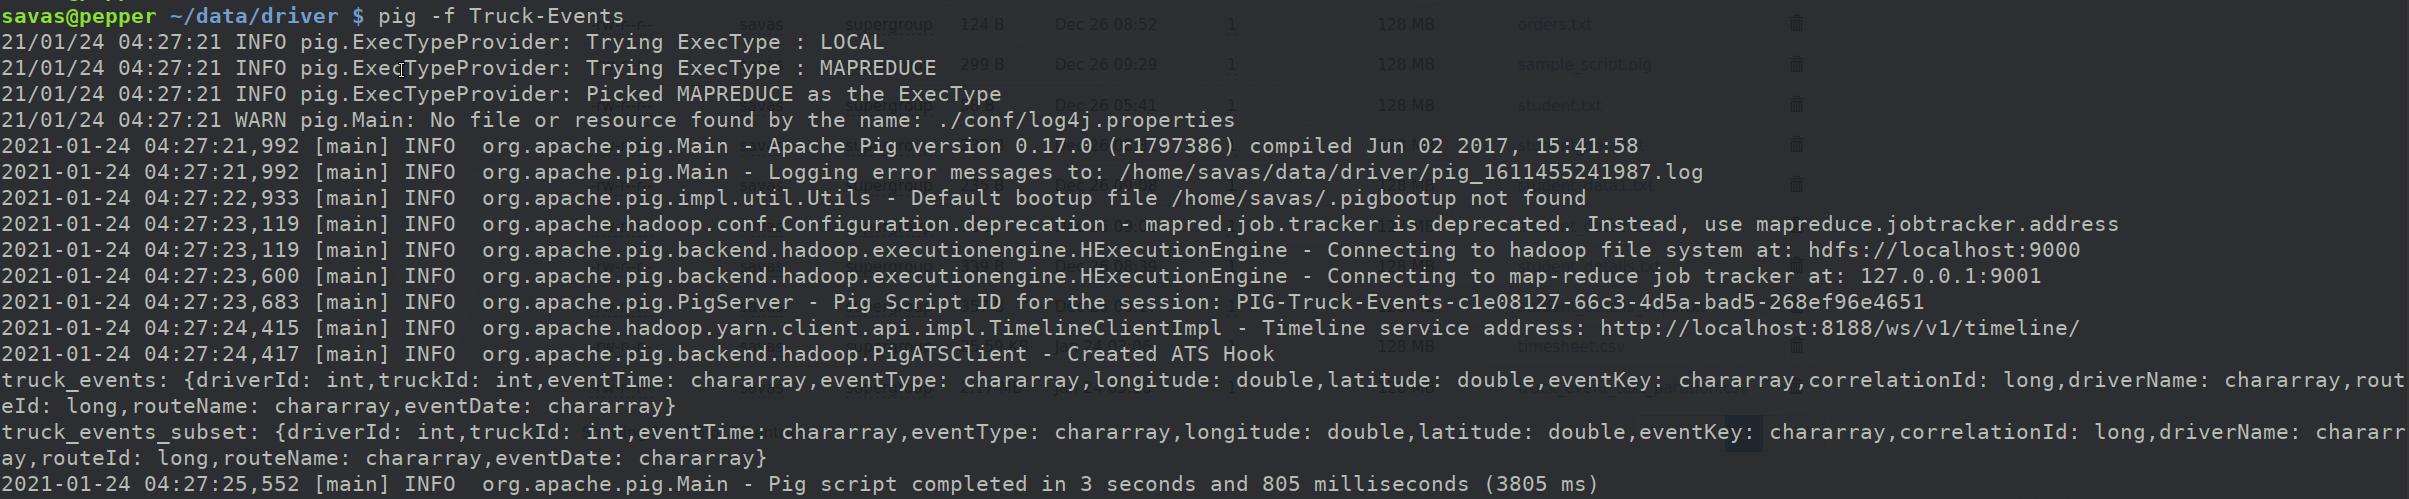 savas@pepper ~/data/driver $ pig -f Truck-Events
21/01/24 04:27:21 INFO pig.ExecTypeProvider: Trying ExecType : LOCAL
21/01/24 04:27:21 INFO pig.ExecTypeProvider: Trying ExecType : MAPREDUCE
21/01/24 04:27:21 INFO pig.ExecTypeProvider: Picked MAPREDUCE as the ExecType
21/01/24 04:27:21 WARN pig.Main: No file or resource found by the name: ./conf/log4j.properties
2021-01-24 04:27:21,992 [main] INFO  org.apache.pig.Main - Apache Pig version 0.17.0 (r1797386) compiled Jun 02 2017, 15:41:58
2021-01-24 04:27:21,992 [main] INFO  org.apache.pig.Main - Logging error messages to: /home/savas/data/driver/pig_1611455241987.log
2021-01-24 04:27:22,933 [main] INFO  org.apache.pig.impl.util.Utils - Default bootup file /home/savas/.pigbootup not found
2021-01-24 04:27:23,119 [main] INFO  org.apache.hadoop.conf.Configuration.deprecation - mapred.job.tracker is deprecated. Instead, use mapreduce.jobtracker.address
2021-01-24 04:27:23,119 [main] INFO  org.apache.pig.backend.hadoop.executionengine.HExecutionEngine - Connecting to hadoop file system at: hdfs://localhost:9000
2021-01-24 04:27:23,600 [main] INFO  org.apache.pig.backend.hadoop.executionengine.HExecutionEngine - Connecting to map-reduce job tracker at: 127.0.0.1:9001
2021-01-24 04:27:23,683 [main] INFO  org.apache.pig.PigServer - Pig Script ID for the session: PIG-Truck-Events-c1e08127-66c3-4d5a-bad5-268ef96e4651
2021-01-24 04:27:24,415 [main] INFO  org.apache.hadoop.yarn.client.api.impl.TimelineClientImpl - Timeline service address: http://localhost:8188/ws/v1/timeline/
2021-01-24 04:27:24,417 [main] INFO  org.apache.pig.backend.hadoop.PigATSClient - Created ATS Hook
truck_events: {driverId: int,truckId: int,eventTime: chararray,eventType: chararray,longitude: double,latitude: double,eventKey: chararray,correlationId: long,driverName: chararray,rout
eId: long,routeName: chararray,eventDate: chararray}
truck_events_subset: {driverId: int,truckId: int,eventTime: chararray,eventType: chararray,longitude: double,latitude: double,eventKey: chararray,correlationId: long,driverName: chararr
ay,routeId: long,routeName: chararray,eventDate: chararray}
2021-01-24 04:27:25,552 [main] INFO  org.apache.pig.Main - Pig script completed in 3 seconds and 805 milliseconds (3805 ms)